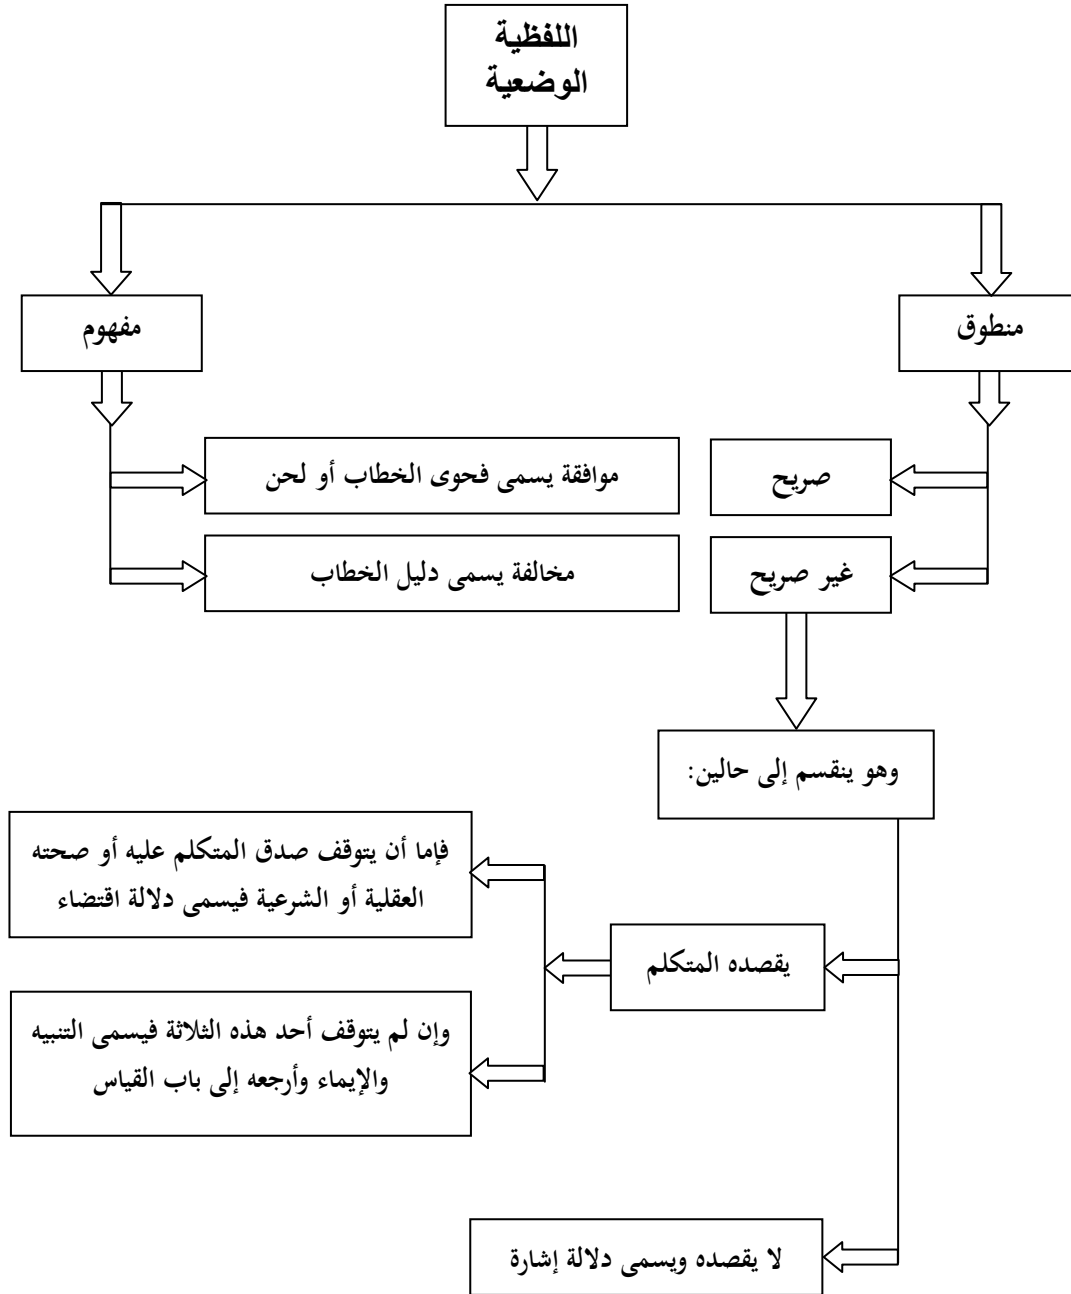 اللفظية
الوضعية
منطوق
مفهوم
صريح
موافقة يسمى فحوى الخطاب أو لحن
غير صريح
مخالفة يسمى دليل الخطاب
وهو ينقسم إلى حالين:
يقصده المتكلم
فإما أن يتوقف صدق المتكلم عليه أو صحته
العقلية أو الشرعية فيسمى دلالة اقتضاء
وإن لم يتوقف أحد هذه الثلاثة فيسمى التنبيه
والإيماء وأرجعه إلى باب القياس
لا يقصده ويسمى دلالة إشارة